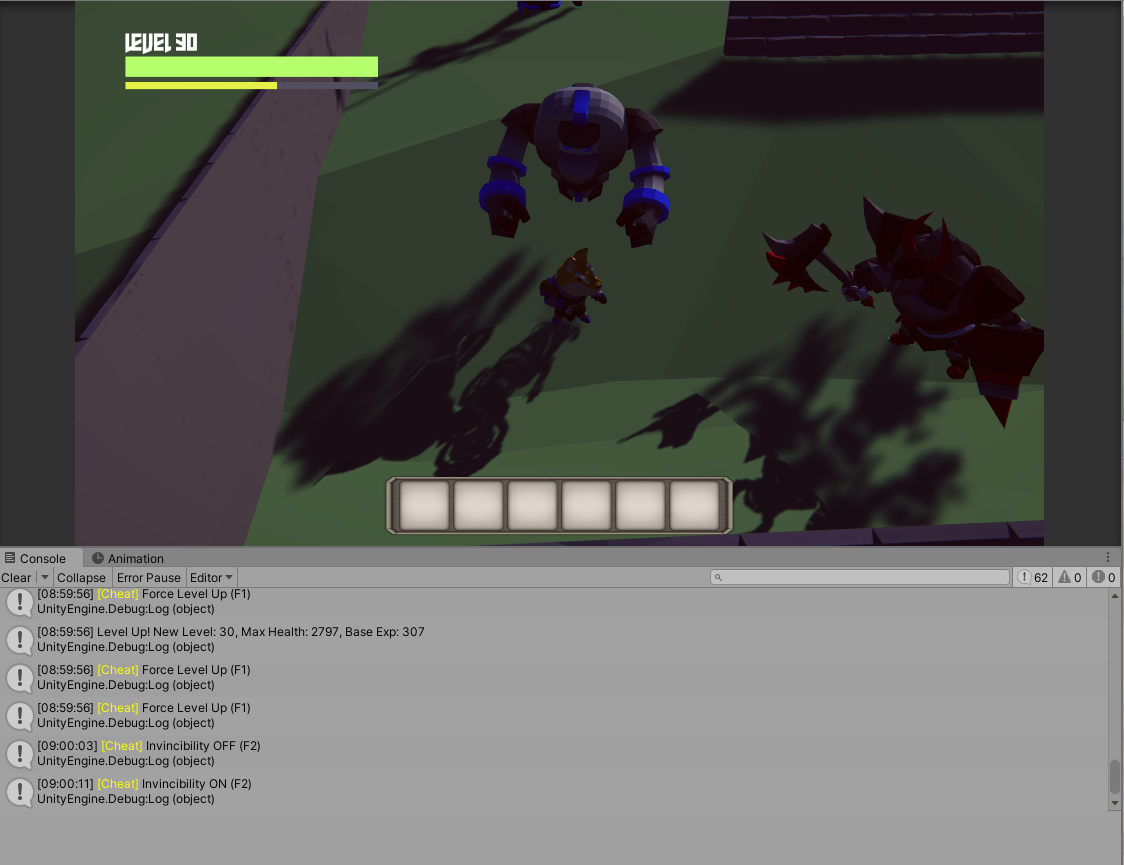 LEVEL 30
Console
Animation
Clear Collapse Error Pause Editor 62 0 0
[08:59:56] [Cheat] Force Level Up (F1)
UnityEngine.Debug:Log (object)
[08:59:56] Level Up! New Level: 30, Max Health: 2797, Base Exp: 307
UnityEngine.Debug:Log (object)
[08:59:56] [Cheat] Force Level Up (F1)
UnityEngine.Debug:Log (object)
[08:59:56] [Cheat] Force Level Up (F1)
UnityEngine.Debug:Log (object)
[09:00:03] [Cheat] Invincibility OFF (F2)
UnityEngine.Debug:Log (object)
[09:00:11] [Cheat] Invincibility ON (F2)
UnityEngine.Debug:Log (object)